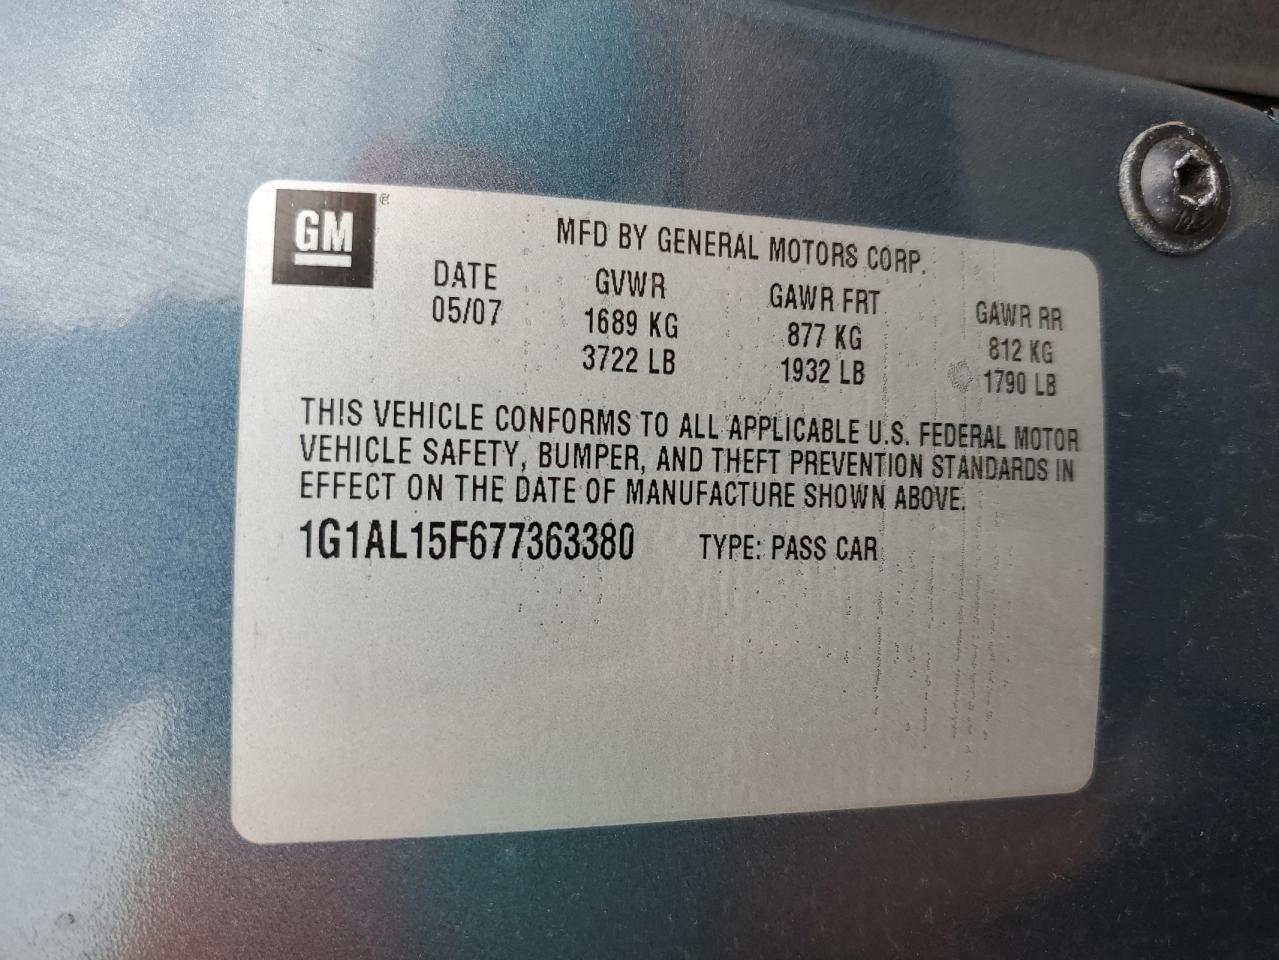 GM®
MFD BY GENERAL MOTORS CORP.
DATE GVWR GAWR FRT GAWR RR
05/07 1689 KG 877 KG 812 KG
3722 LB 1932 LB 1790 LB
THIS VEHICLE CONFORMS TO ALL APPLICABLE U.S. FEDERAL MOTOR
VEHICLE SAFETY, BUMPER, AND THEFT PREVENTION STANDARDS IN
EFFECT ON THE DATE OF MANUFACTURE SHOWN ABOVE.
1G1AL15F677363380 TYPE: PASS CAR